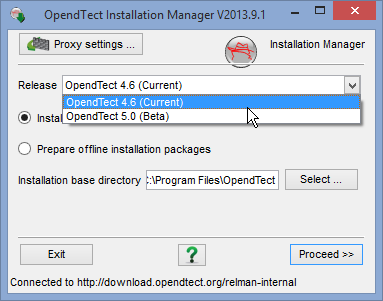 OpendTect Installation Manager V2013.9.1
Proxy settings ...
Installation Manager
Release OpendTect 4.6 (Current)
OpendTect 4.6 (Current)
OpendTect 5.0 (Beta)
Prepare offline installation packages
Installation base directory :\Program Files\OpendTect Select ...
Exit ? Proceed >>
Connected to http://download.opendtect.org/relman-internal